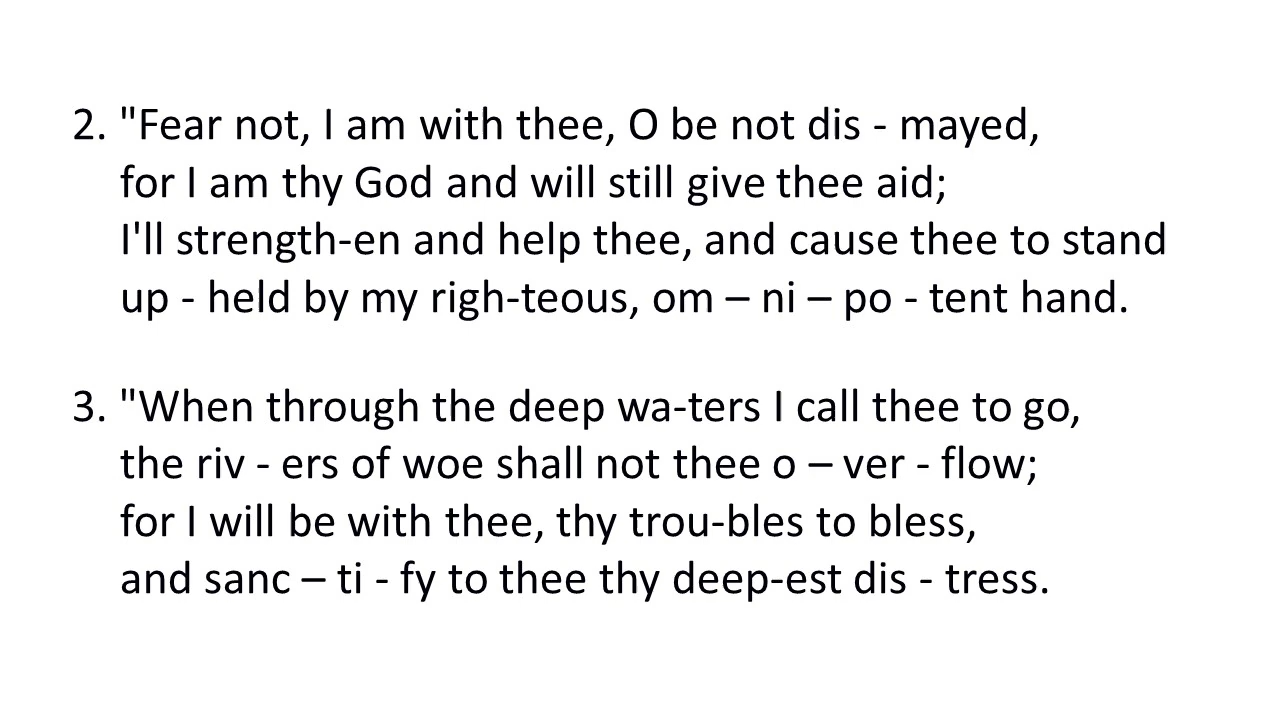 2. "Fear not, I am with thee, O be not dis - mayed,
for I am thy God and will still give thee aid;
I'll strength-en and help thee, and cause thee to stand
up - held by my righ-teous, om – ni – po - tent hand.
3. "When through the deep wa-ters I call thee to go,
the riv - ers of woe shall not thee o – ver - flow;
for I will be with thee, thy trou-bles to bless,
and sanc – ti - fy to thee thy deep-est dis - tress.